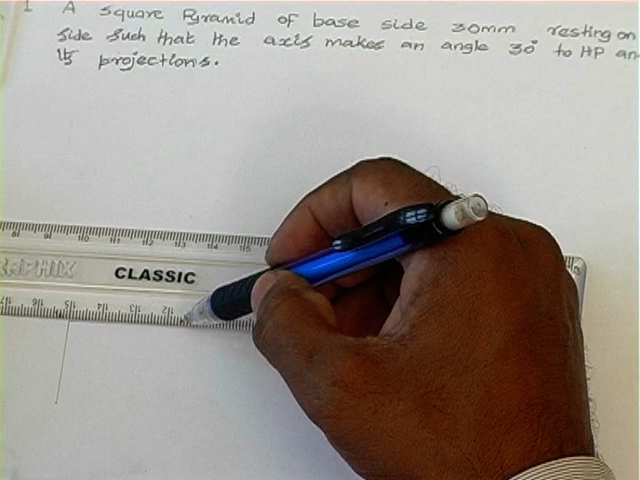 1 A Square Pyramid of base side 30mm resting on
side such that the axis makes an angle 30° to HP an
its projections.
CLASSIC